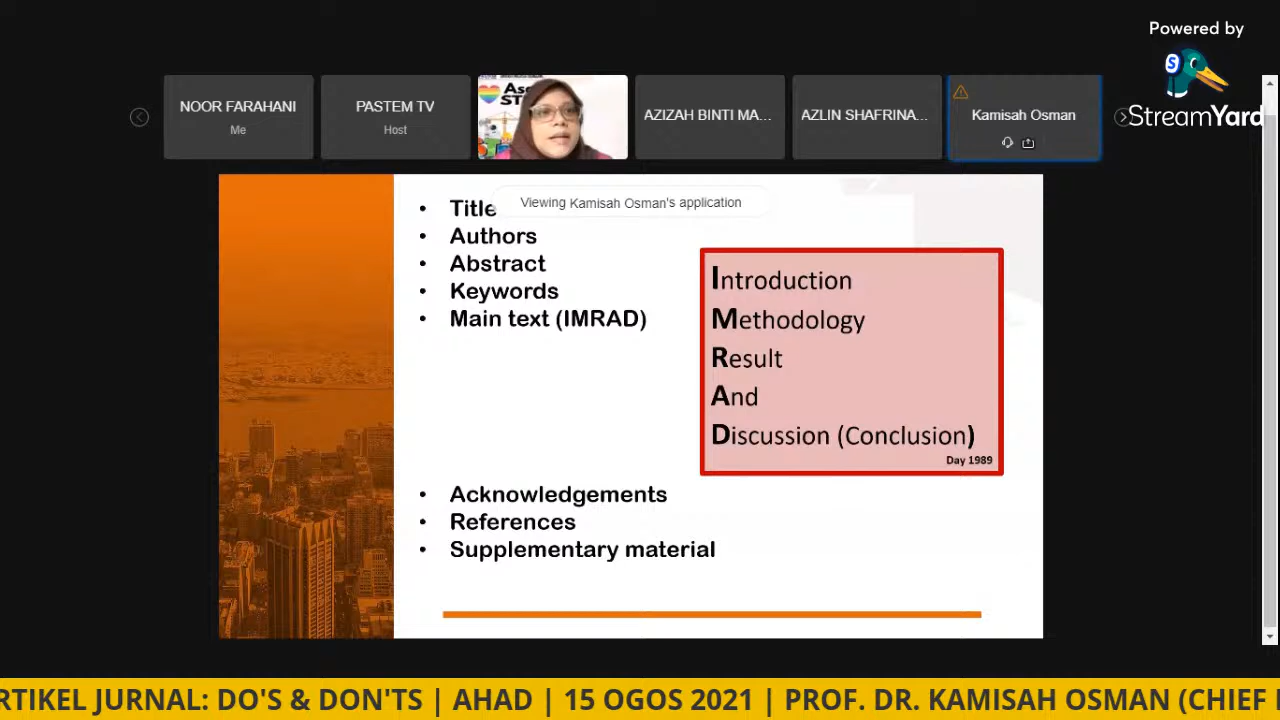 Powered by
StreamYard
NOOR FARAHANI
Me
PASTEM TV
Host
AZIZAH BINTI MA...
AZLIN SHAFRINA...
Kamisah Osman
Viewing Kamisah Osman's application
• Title
• Authors
• Abstract
• Keywords
• Main text (IMRAD)
Introduction
Methodology
Result
And
Discussion (Conclusion)
Day 1989
• Acknowledgements
• References
• Supplementary material
RTIKEL JURNAL: DO'S & DON'TS | AHAD | 15 OGOS 2021 | PROF. DR. KAMISAH OSMAN (CHIEF